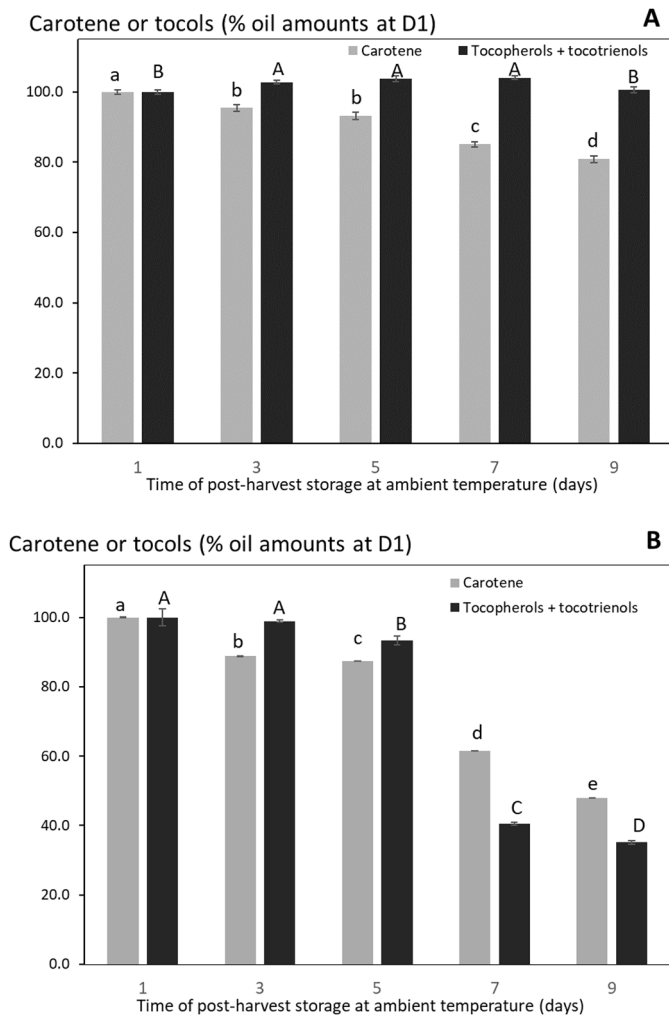 Carotene or tocols (% oil amounts at D1) A
Carotene Tocopherols + tocotrienols
a B b A b A c A d B
100.0
80.0
60.0
40.0
20.0
0.0
1 3 5 7 9
Time of post-harvest storage at ambient temperature (days)
Carotene or tocols (% oil amounts at D1) B
Carotene
Tocopherols + tocotrienols
a A b A c B d C e D
100.0
80.0
60.0
40.0
20.0
0.0
1 3 5 7 9
Time of post-harvest storage at ambient temperature (days)